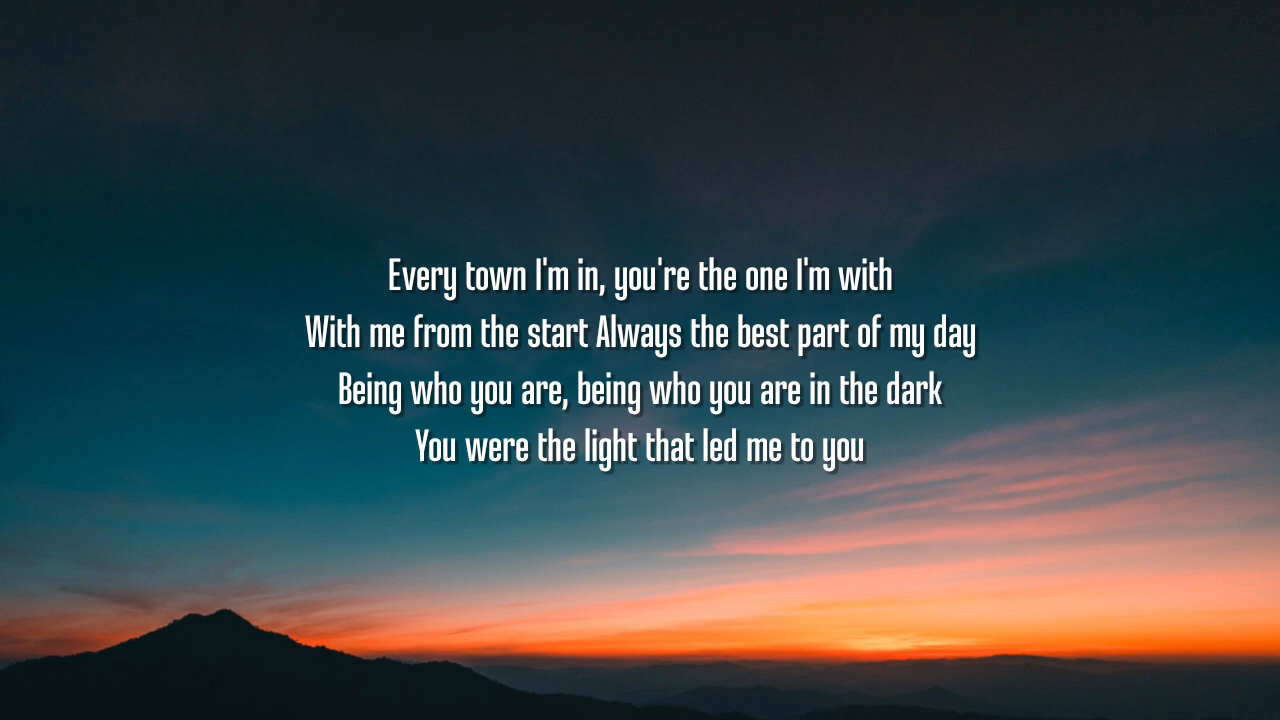 Every town I'm in, you're the one I'm with
With me from the start Always the best part of my day
Being who you are, being who you are in the dark
You were the light that led me to you